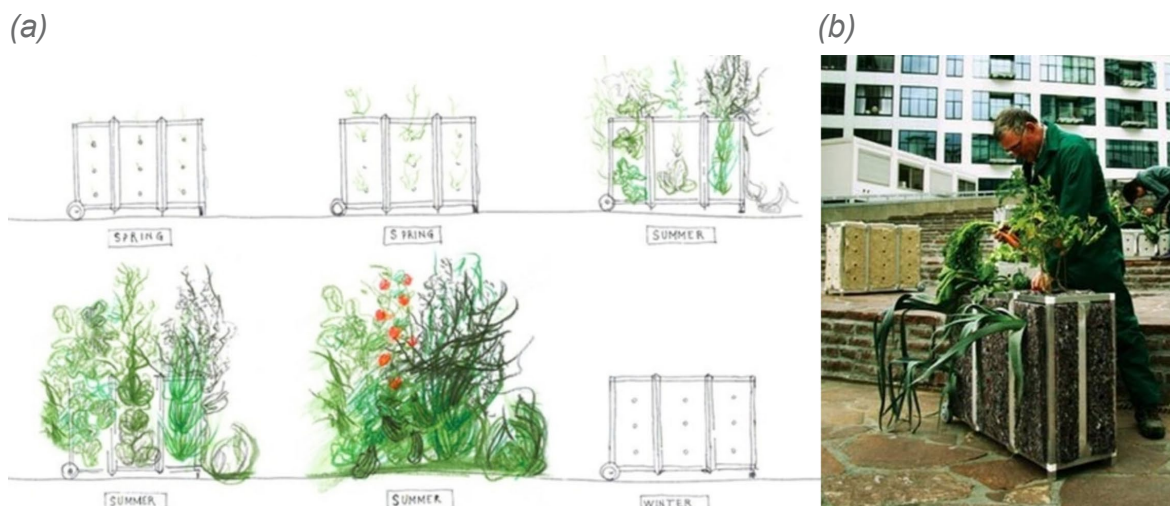 (a)
(b)
SPRING
SPRING
SUMMER
SUMMER
SUMMER
WINTER